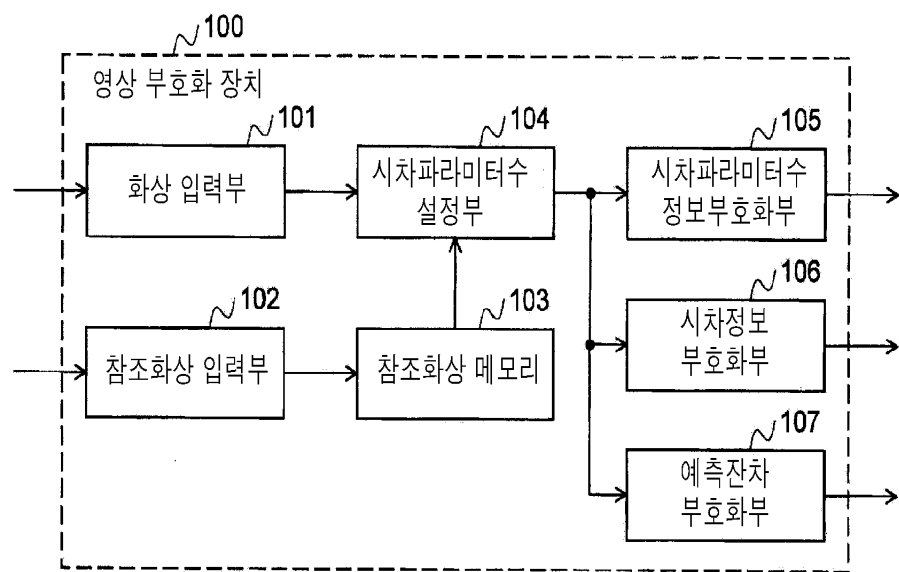 100
영상 부호화 장치
101
화상 입력부
104
시차파라미터수
설정부
105
시차파라미터수
정보부호화부
102
참조화상 입력부
103
참조화상 메모리
106
시차정보
부호화부
107
예측잔차
부호화부